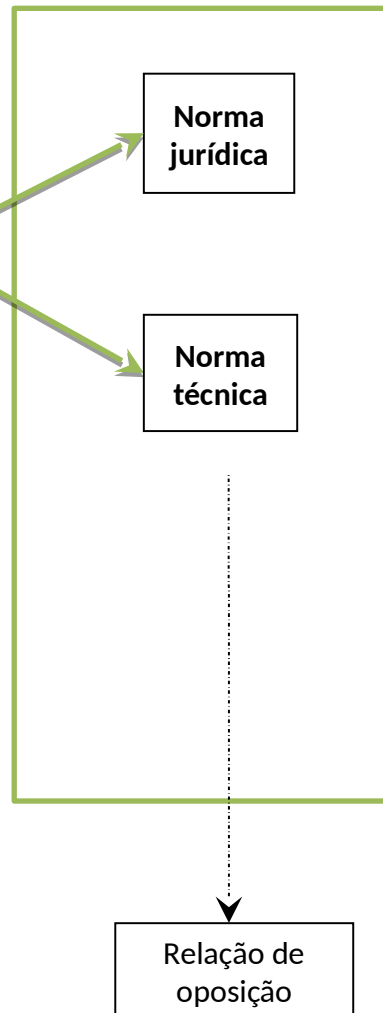 Norma
jurídica
Norma
técnica
Relação de
oposição